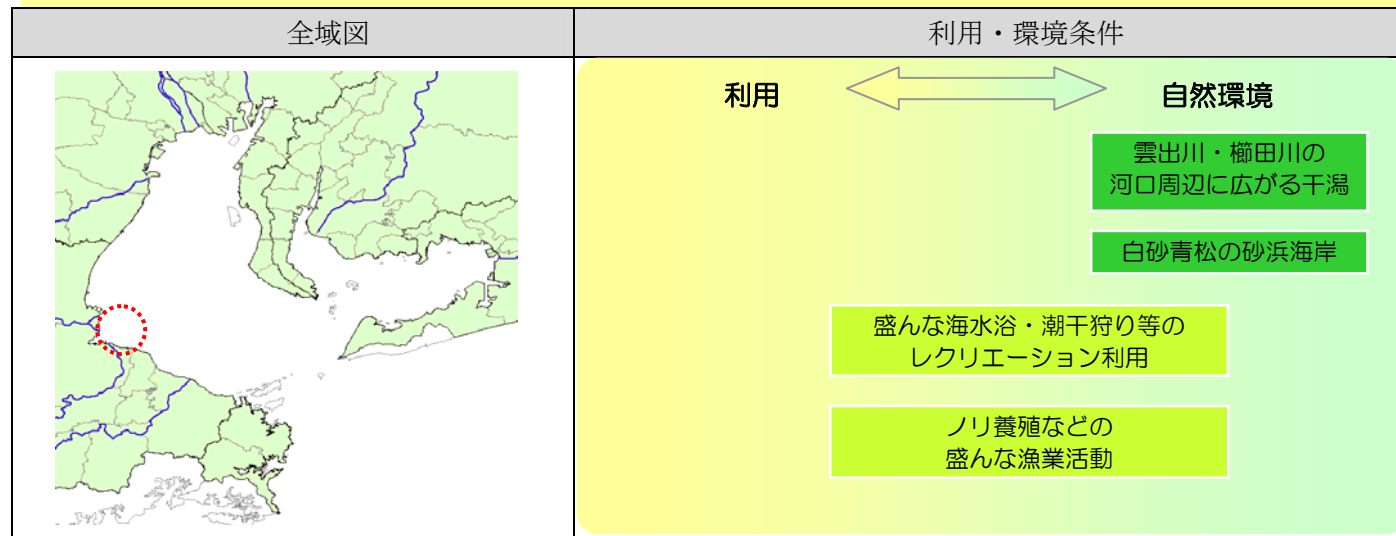 全域図
利用・環境条件
利用
自然環境
雲出川・櫛田川の
河口周辺に広がる干潟
白砂青松の砂浜海岸
盛んな海水浴・潮干狩り等の
レクリエーション利用
ノリ養殖などの
盛んな漁業活動